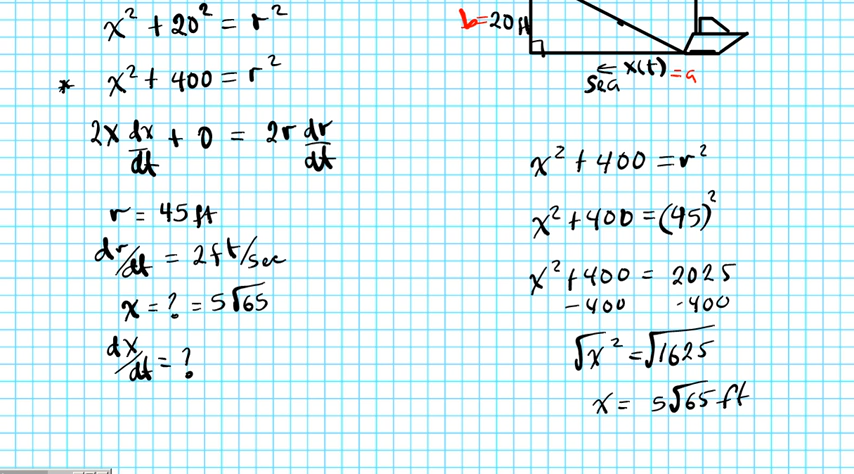 x² + 20² = r²
* x² + 400 = r²
2x dx/dt + 0 = 2r dr/dt
r = 45 ft
dr/dt = 2 ft/sec
x = ? = 5√65
dx/dt = ?
b = 20 ft
← x(t) = a
sea
x² + 400 = r²
x² + 400 = (45)²
x² + 400 = 2025
-400 -400
√x² = √1625
x = 5√65 ft